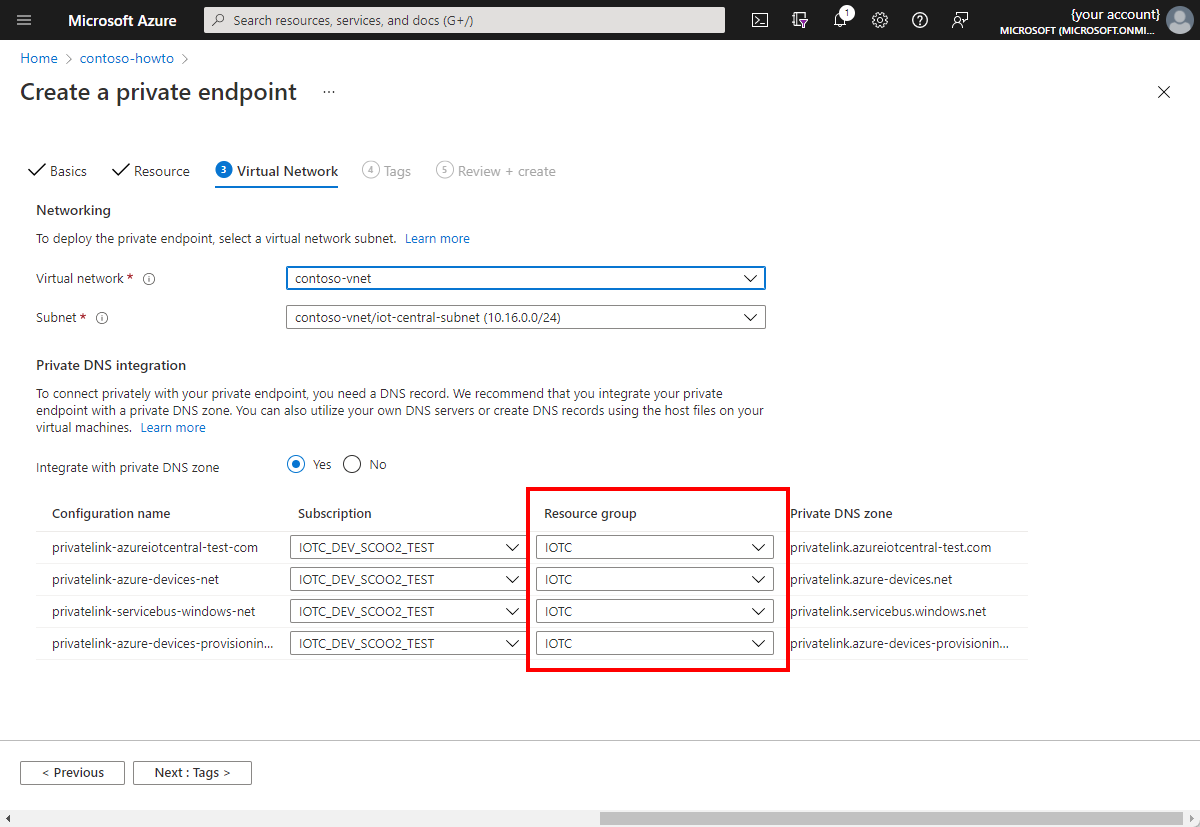 Microsoft Azure
Search resources, services, and docs (G+/)
1
{your account}
MICROSOFT (MICROSOFT.ONMI...
Home > contoso-howto >
Create a private endpoint ...
Basics Resource 3 Virtual Network 4 Tags 5 Review + create
Networking
To deploy the private endpoint, select a virtual network subnet. Learn more
Virtual network * contoso-vnet
Subnet * contoso-vnet/iot-central-subnet (10.16.0.0/24)
Private DNS integration
To connect privately with your private endpoint, you need a DNS record. We recommend that you integrate your private
endpoint with a private DNS zone. You can also utilize your own DNS servers or create DNS records using the host files on your
virtual machines. Learn more
Integrate with private DNS zone Yes No
Configuration name Subscription Resource group Private DNS zone
privatelink-azureiotcentral-test-com IOTC_DEV_SCOO2_TEST IOTC privatelink.azureiotcentral-test.com
privatelink-azure-devices-net IOTC_DEV_SCOO2_TEST IOTC privatelink.azure-devices.net
privatelink-servicebus-windows-net IOTC_DEV_SCOO2_TEST IOTC privatelink.servicebus.windows.net
privatelink-azure-devices-provisionin... IOTC_DEV_SCOO2_TEST IOTC privatelink.azure-devices-provisionin...
< Previous Next : Tags >